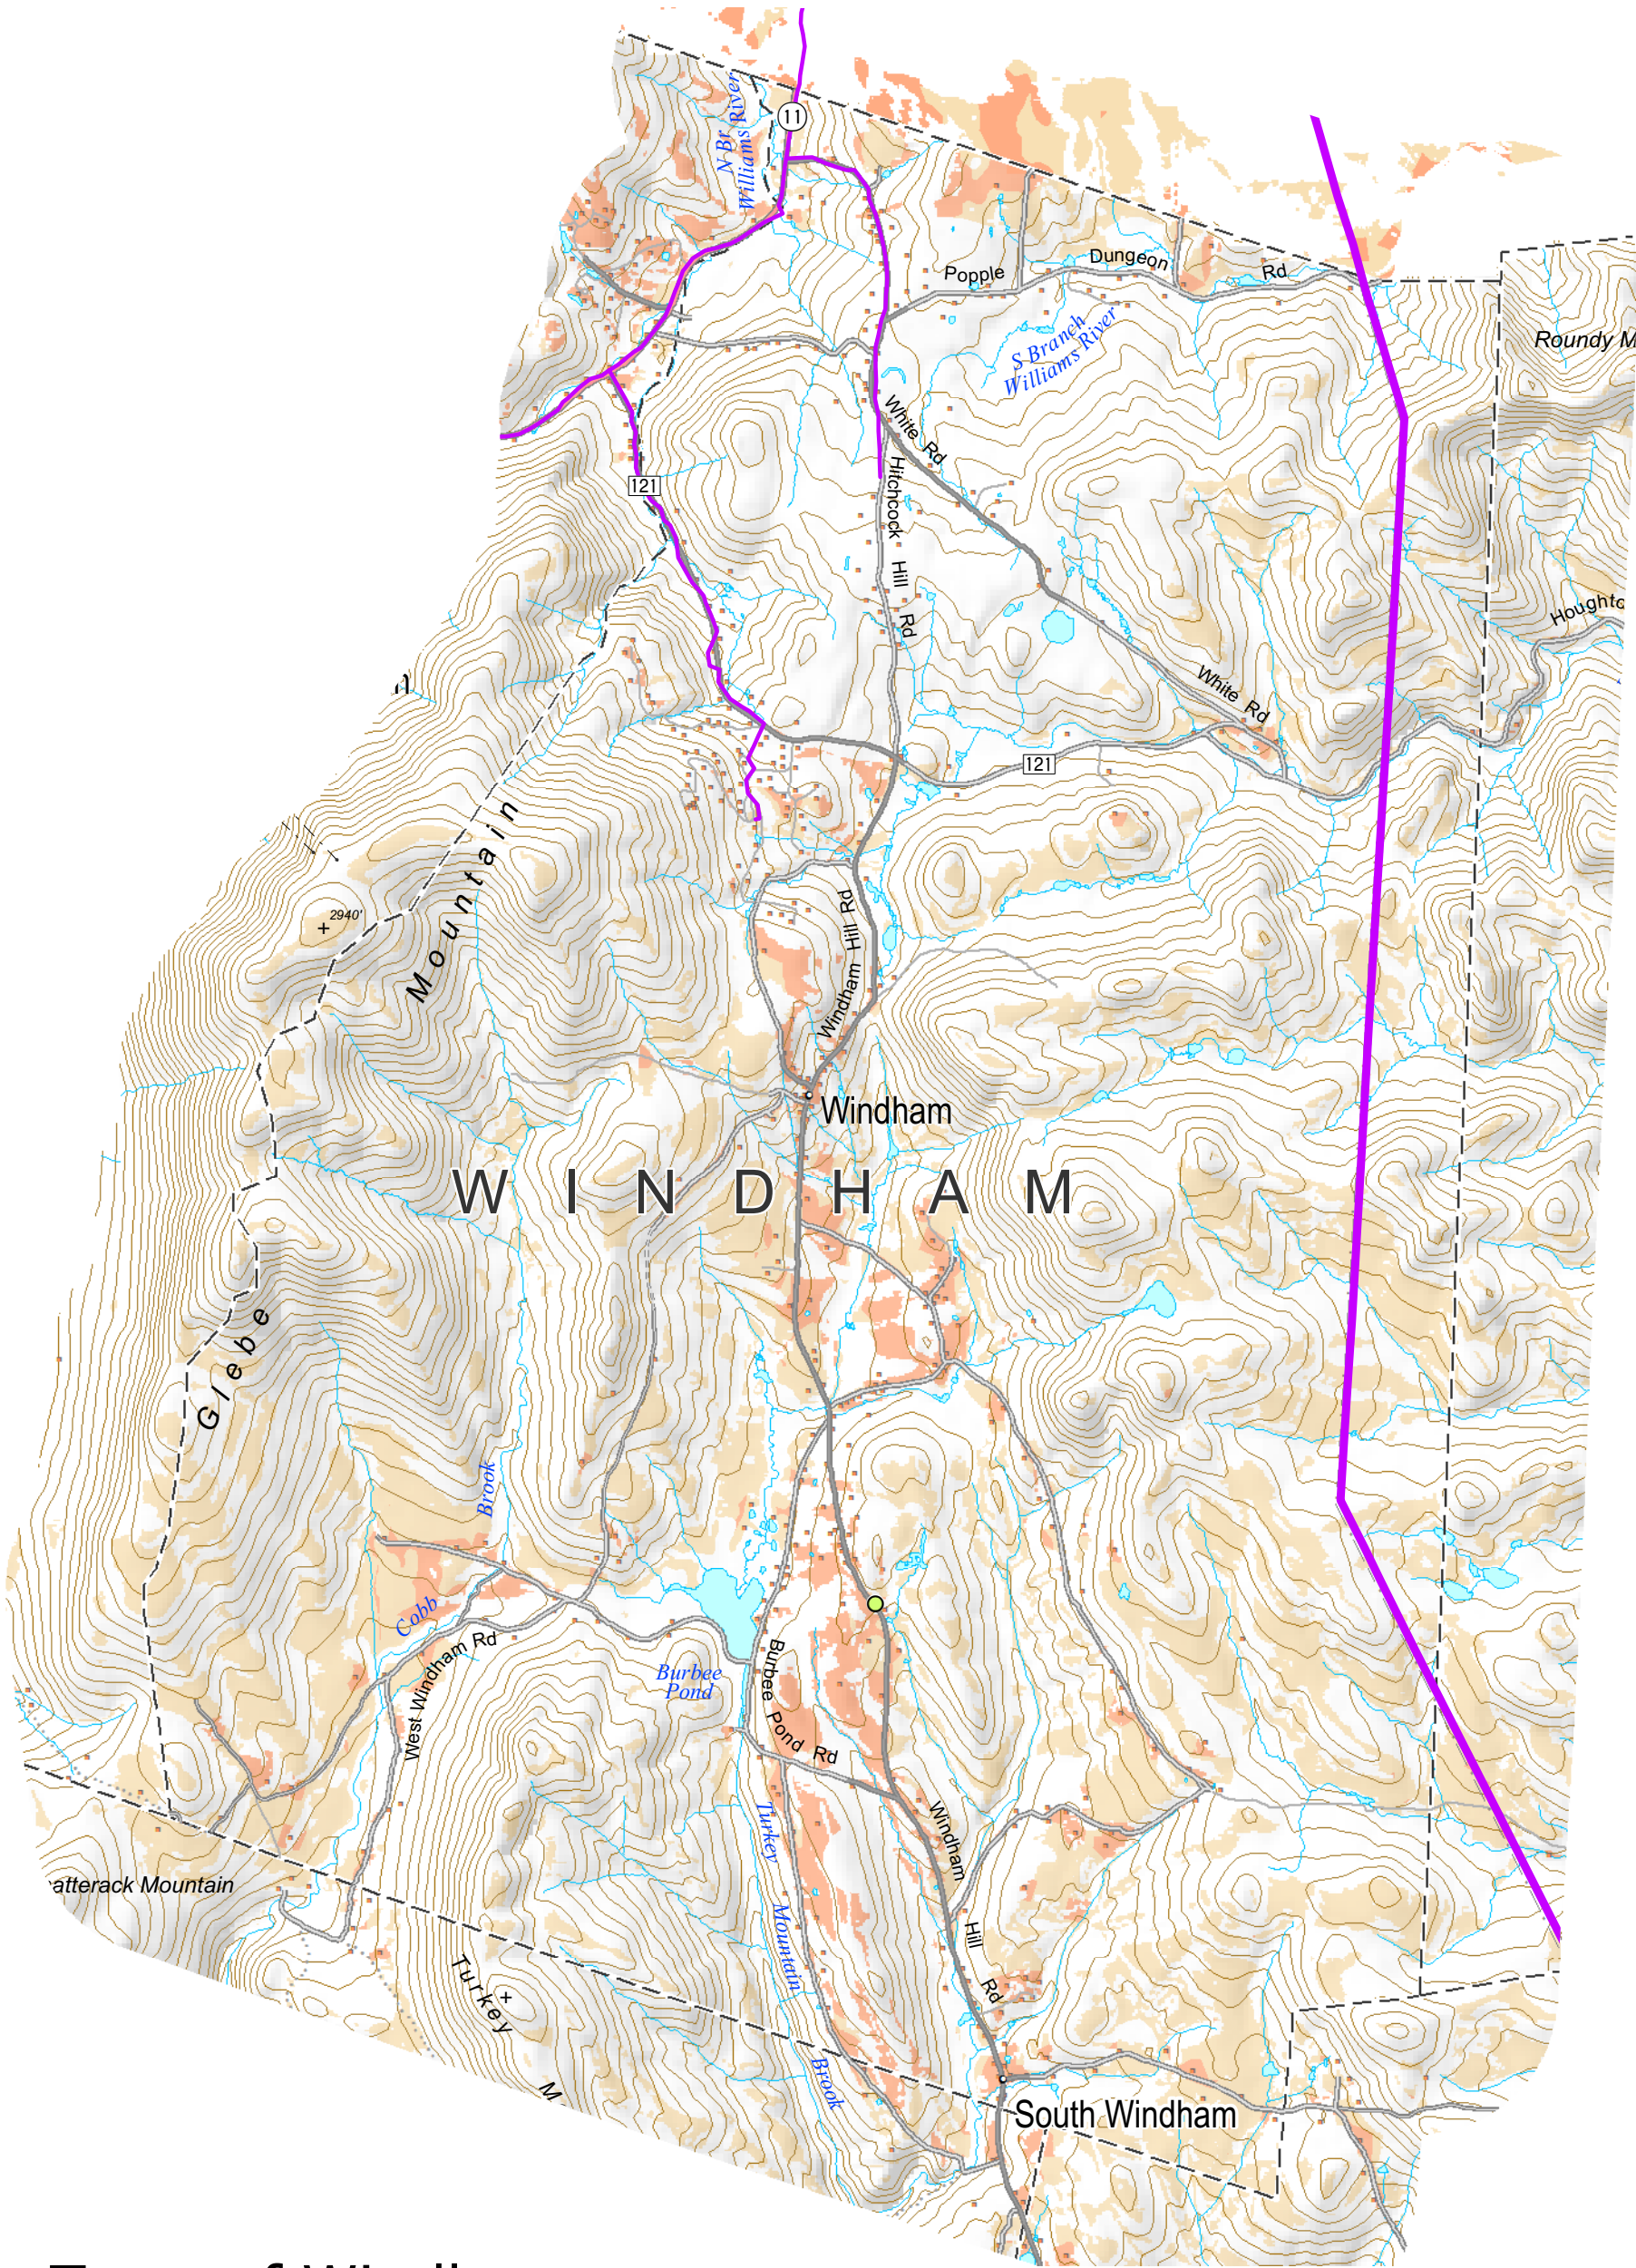 11
N Br
Williams River
Popple
Dungeon
Rd
S Branch
Williams River
Roundy M
White Rd
121
Hitchcock
Hill
Rd
White Rd
121
2940'
Mountain
Windham Hill Rd
Windham
WINDHAM
Glebe
Brook
Cobb
West Windham Rd
Burbee
Pond
Burbee
Pond
Rd
Turkey
Mountain
Brook
Windham
Hill
Rd
atterack Mountain
Turkey
M
South Windham